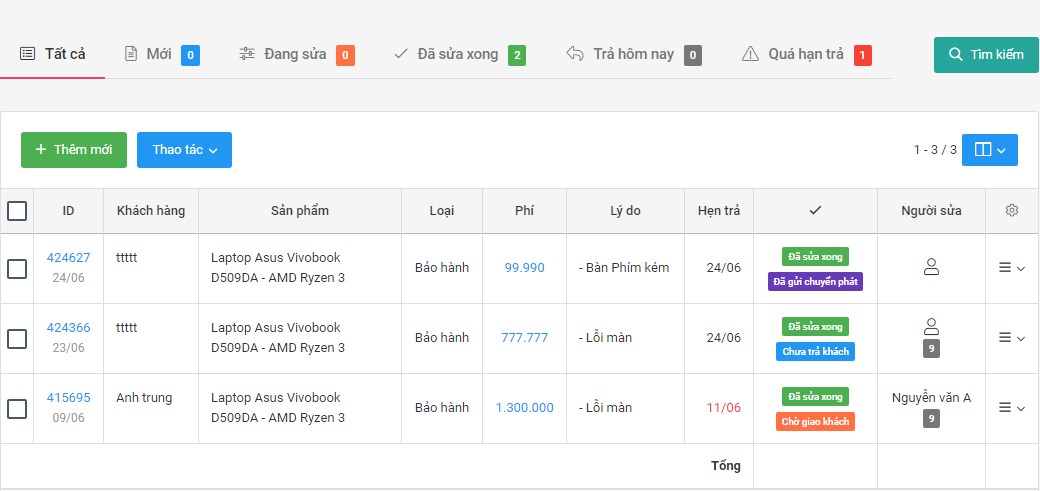 Tất cả
Mới 0
Đang sửa 0
Đã sửa xong 2
Trả hôm nay 0
Quá hạn trả 1
Tìm kiếm
Thêm mới
Thao tác
1 - 3 / 3
ID
Khách hàng
Sản phẩm
Loại
Phí
Lý do
Hẹn trả
Người sửa
424627
24/06
ttttt
Laptop Asus Vivobook
D509DA - AMD Ryzen 3
Bảo hành
99.990
- Bàn Phím kém
24/06
Đã sửa xong
Đã gửi chuyển phát
424366
23/06
ttttt
Laptop Asus Vivobook
D509DA - AMD Ryzen 3
Bảo hành
777.777
- Lỗi màn
24/06
Đã sửa xong
Chưa trả khách
9
415695
09/06
Anh trung
Laptop Asus Vivobook
D509DA - AMD Ryzen 3
Bảo hành
1.300.000
- Lỗi màn
11/06
Đã sửa xong
Chờ giao khách
Nguyễn văn A
9
Tổng